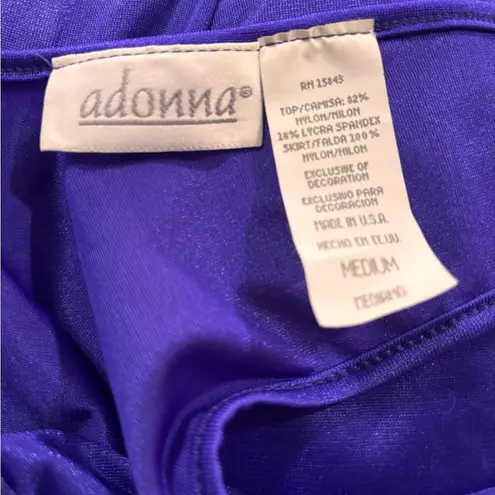 adonna®
RN 15849
TOP/CAMISA: 82%
NYLON/NILON
18% LYCRA SPANDEX
SKIRT/FALDA 100%
NYLON/NILON
EXCLUSIVE OF
DECORATION
EXCLUSIVO PARA
DECORACION
MADE IN U.S.A.
HECHO EN EE.UU.
MEDIUM
MEDIANO